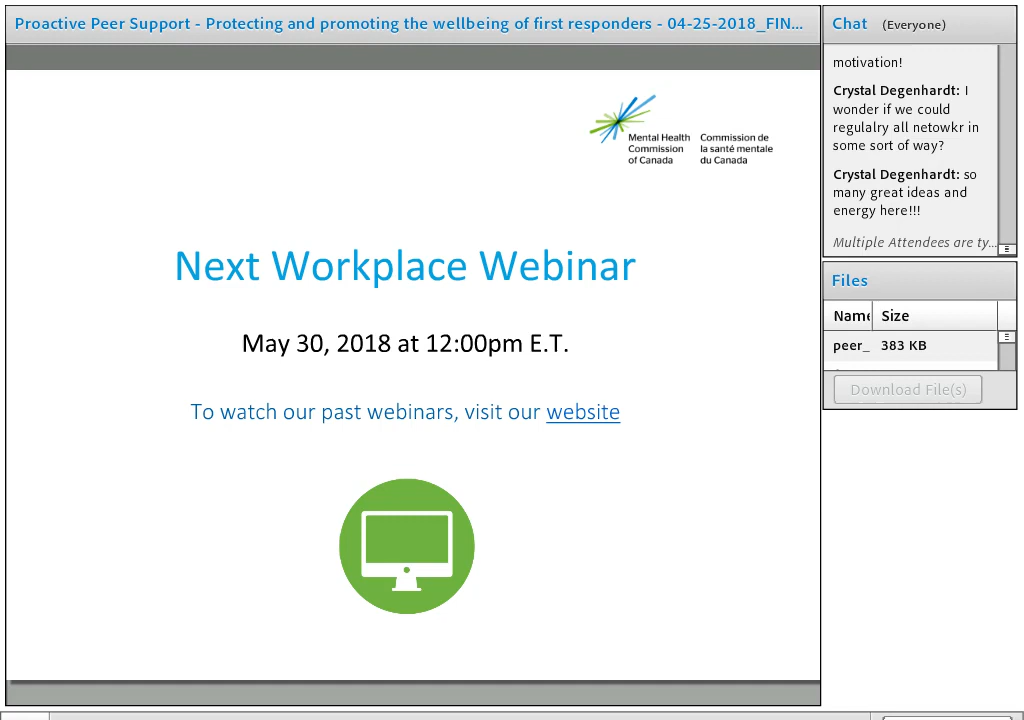 Proactive Peer Support - Protecting and promoting the wellbeing of first responders - 04-25-2018_FIN...
Mental Health
Commission
of Canada
Commission de
la santé mentale
du Canada
Next Workplace Webinar
May 30, 2018 at 12:00pm E.T.
To watch our past webinars, visit our website
Chat (Everyone)
motivation!
Crystal Degenhardt: I
wonder if we could
regulalry all netowkr in
some sort of way?
Crystal Degenhardt: so
many great ideas and
energy here!!!
Multiple Attendees are ty...
Files
Name Size
peer_ 383 KB
Download File(s)